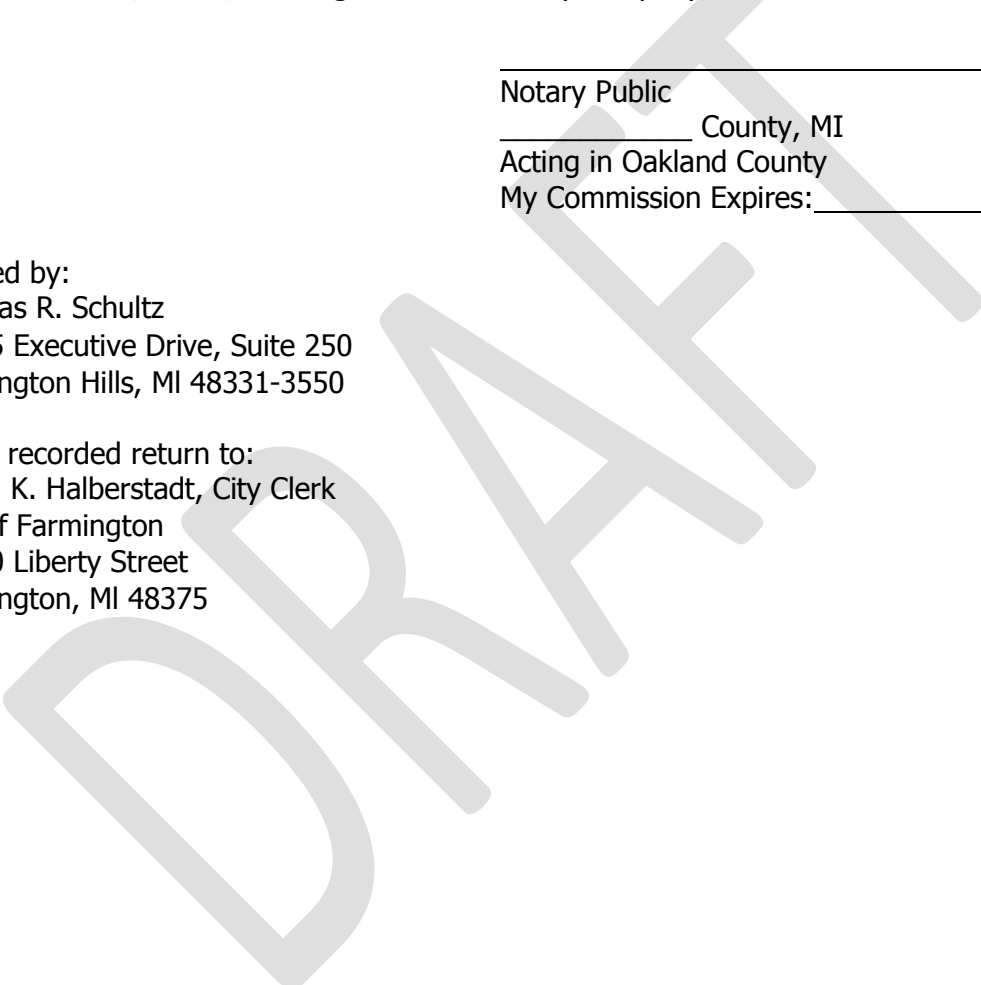 Notary Public
____________ County, MI
Acting in Oakland County
My Commission Expires:
ed by:
as R. Schultz
5 Executive Drive, Suite 250
ngton Hills, Ml 48331-3550
recorded return to:
K. Halberstadt, City Clerk
f Farmington
0 Liberty Street
ngton, Ml 48375
DRAFT